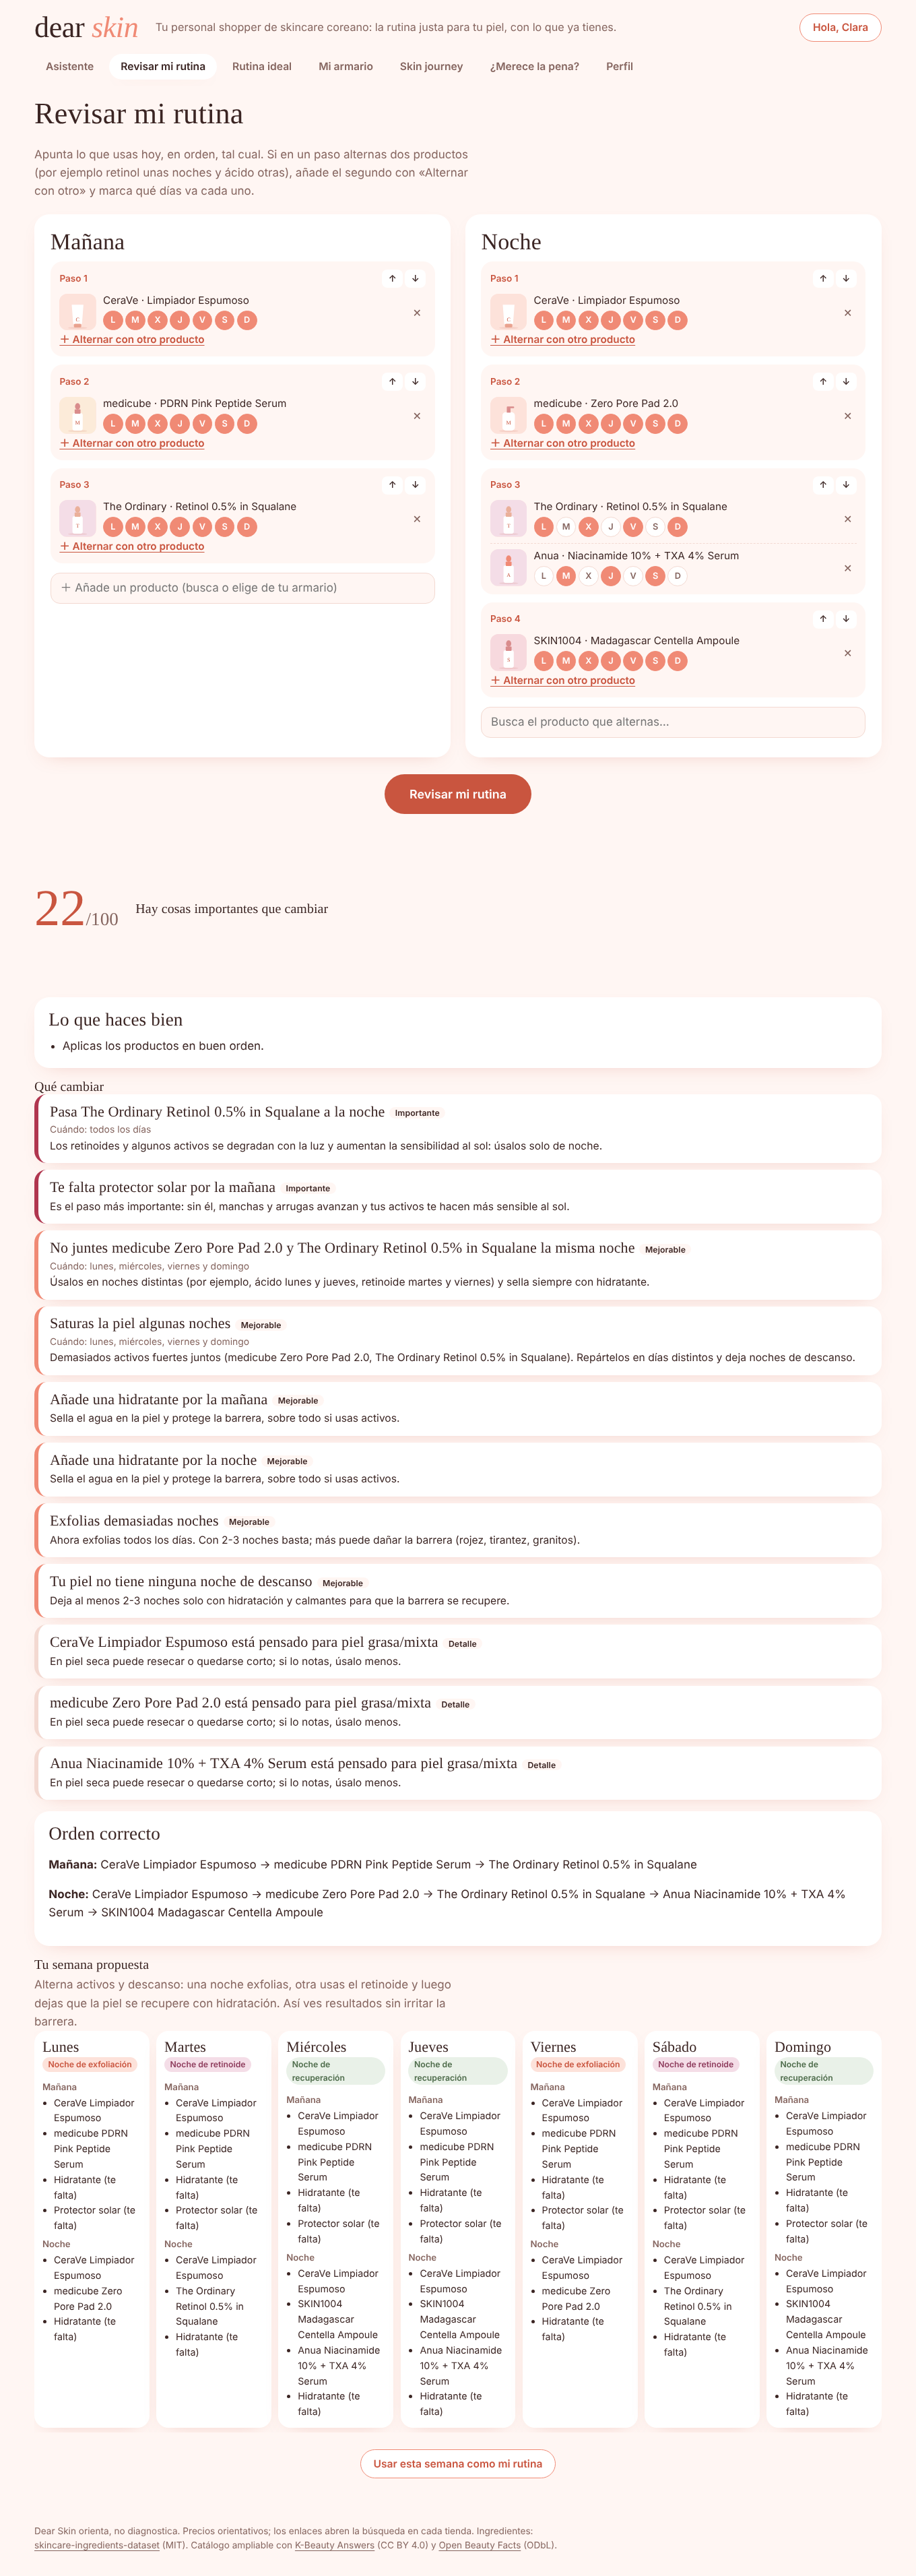 dear skin
Tu personal shopper de skincare coreano: la rutina justa para tu piel, con lo que ya tienes.
Hola, Clara
Asistente
Revisar mi rutina
Rutina ideal
Mi armario
Skin journey
¿Merece la pena?
Perfil
Revisar mi rutina
Apunta lo que usas hoy, en orden, tal cual. Si en un paso alternas dos productos
(por ejemplo retinol unas noches y ácido otras), añade el segundo con «Alternar
con otro» y marca qué días va cada uno.
Mañana
Paso 1
↑ ↓
C
CeraVe · Limpiador Espumoso
L M X J V S D
×
+ Alternar con otro producto
Paso 2
↑ ↓
M
medicube · PDRN Pink Peptide Serum
L M X J V S D
×
+ Alternar con otro producto
Paso 3
↑ ↓
T
The Ordinary · Retinol 0.5% in Squalane
L M X J V S D
×
+ Alternar con otro producto
+ Añade un producto (busca o elige de tu armario)
Noche
Paso 1
↑ ↓
C
CeraVe · Limpiador Espumoso
L M X J V S D
×
+ Alternar con otro producto
Paso 2
↑ ↓
M
medicube · Zero Pore Pad 2.0
L M X J V S D
×
+ Alternar con otro producto
Paso 3
↑ ↓
T
The Ordinary · Retinol 0.5% in Squalane
L M X J V S D
×
A
Anua · Niacinamide 10% + TXA 4% Serum
L M X J V S D
×
Paso 4
↑ ↓
S
SKIN1004 · Madagascar Centella Ampoule
L M X J V S D
×
+ Alternar con otro producto
Busca el producto que alternas…
Revisar mi rutina
22/100
Hay cosas importantes que cambiar
Lo que haces bien
• Aplicas los productos en buen orden.
Qué cambiar
Pasa The Ordinary Retinol 0.5% in Squalane a la noche Importante
Cuándo: todos los días
Los retinoides y algunos activos se degradan con la luz y aumentan la sensibilidad al sol: úsalos solo de noche.
Te falta protector solar por la mañana Importante
Es el paso más importante: sin él, manchas y arrugas avanzan y tus activos te hacen más sensible al sol.
No juntes medicube Zero Pore Pad 2.0 y The Ordinary Retinol 0.5% in Squalane la misma noche Mejorable
Cuándo: lunes, miércoles, viernes y domingo
Úsalos en noches distintas (por ejemplo, ácido lunes y jueves, retinoide martes y viernes) y sella siempre con hidratante.
Saturas la piel algunas noches Mejorable
Cuándo: lunes, miércoles, viernes y domingo
Demasiados activos fuertes juntos (medicube Zero Pore Pad 2.0, The Ordinary Retinol 0.5% in Squalane). Repártelos en días distintos y deja noches de descanso.
Añade una hidratante por la mañana Mejorable
Sella el agua en la piel y protege la barrera, sobre todo si usas activos.
Añade una hidratante por la noche Mejorable
Sella el agua en la piel y protege la barrera, sobre todo si usas activos.
Exfolias demasiadas noches Mejorable
Ahora exfolias todos los días. Con 2-3 noches basta; más puede dañar la barrera (rojez, tirantez, granitos).
Tu piel no tiene ninguna noche de descanso Mejorable
Deja al menos 2-3 noches solo con hidratación y calmantes para que la barrera se recupere.
CeraVe Limpiador Espumoso está pensado para piel grasa/mixta Detalle
En piel seca puede resecar o quedarse corto; si lo notas, úsalo menos.
medicube Zero Pore Pad 2.0 está pensado para piel grasa/mixta Detalle
En piel seca puede resecar o quedarse corto; si lo notas, úsalo menos.
Anua Niacinamide 10% + TXA 4% Serum está pensado para piel grasa/mixta Detalle
En piel seca puede resecar o quedarse corto; si lo notas, úsalo menos.
Orden correcto
Mañana: CeraVe Limpiador Espumoso → medicube PDRN Pink Peptide Serum → The Ordinary Retinol 0.5% in Squalane
Noche: CeraVe Limpiador Espumoso → medicube Zero Pore Pad 2.0 → The Ordinary Retinol 0.5% in Squalane → Anua Niacinamide 10% + TXA 4%
Serum → SKIN1004 Madagascar Centella Ampoule
Tu semana propuesta
Alterna activos y descanso: una noche exfolias, otra usas el retinoide y luego
dejas que la piel se recupere con hidratación. Así ves resultados sin irritar la
barrera.
Lunes
Noche de exfoliación
Mañana
• CeraVe Limpiador
Espumoso
• medicube PDRN
Pink Peptide
Serum
• Hidratante (te
falta)
• Protector solar (te
falta)
Noche
• CeraVe Limpiador
Espumoso
• medicube Zero
Pore Pad 2.0
• Hidratante (te
falta)
Martes
Noche de retinoide
Mañana
• CeraVe Limpiador
Espumoso
• medicube PDRN
Pink Peptide
Serum
• Hidratante (te
falta)
• Protector solar (te
falta)
Noche
• CeraVe Limpiador
Espumoso
• The Ordinary
Retinol 0.5% in
Squalane
• Hidratante (te
falta)
Miércoles
Noche de
recuperación
Mañana
• CeraVe Limpiador
Espumoso
• medicube PDRN
Pink Peptide
Serum
• Hidratante (te
falta)
• Protector solar (te
falta)
Noche
• CeraVe Limpiador
Espumoso
• SKIN1004
Madagascar
Centella Ampoule
• Anua Niacinamide
10% + TXA 4%
Serum
• Hidratante (te
falta)
Jueves
Noche de
recuperación
Mañana
• CeraVe Limpiador
Espumoso
• medicube PDRN
Pink Peptide
Serum
• Hidratante (te
falta)
• Protector solar (te
falta)
Noche
• CeraVe Limpiador
Espumoso
• SKIN1004
Madagascar
Centella Ampoule
• Anua Niacinamide
10% + TXA 4%
Serum
• Hidratante (te
falta)
Viernes
Noche de exfoliación
Mañana
• CeraVe Limpiador
Espumoso
• medicube PDRN
Pink Peptide
Serum
• Hidratante (te
falta)
• Protector solar (te
falta)
Noche
• CeraVe Limpiador
Espumoso
• medicube Zero
Pore Pad 2.0
• Hidratante (te
falta)
Sábado
Noche de retinoide
Mañana
• CeraVe Limpiador
Espumoso
• medicube PDRN
Pink Peptide
Serum
• Hidratante (te
falta)
• Protector solar (te
falta)
Noche
• CeraVe Limpiador
Espumoso
• The Ordinary
Retinol 0.5% in
Squalane
• Hidratante (te
falta)
Domingo
Noche de
recuperación
Mañana
• CeraVe Limpiador
Espumoso
• medicube PDRN
Pink Peptide
Serum
• Hidratante (te
falta)
• Protector solar (te
falta)
Noche
• CeraVe Limpiador
Espumoso
• SKIN1004
Madagascar
Centella Ampoule
• Anua Niacinamide
10% + TXA 4%
Serum
• Hidratante (te
falta)
Usar esta semana como mi rutina
Dear Skin orienta, no diagnostica. Precios orientativos; los enlaces abren la búsqueda en cada tienda. Ingredientes:
skincare-ingredients-dataset (MIT). Catálogo ampliable con K-Beauty Answers (CC BY 4.0) y Open Beauty Facts (ODbL).